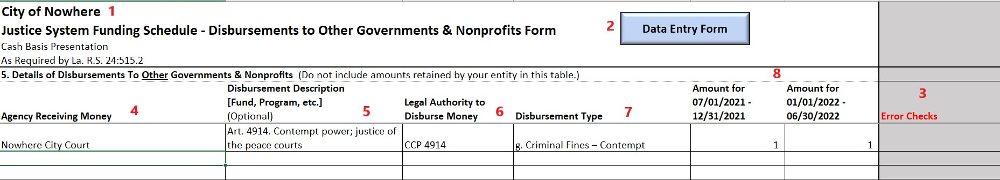 City of Nowhere 1
Justice System Funding Schedule - Disbursements to Other Governments & Nonprofits Form
2 Data Entry Form
Cash Basis Presentation
As Required by La. R.S. 24:515.2
5. Details of Disbursements To Other Governments & Nonprofits (Do not include amounts retained by your entity in this table.)
8
Agency Receiving Money 4
Disbursement Description
[Fund, Program, etc.]
(Optional) 5
Legal Authority to
Disburse Money 6
Disbursement Type 7
Amount for
07/01/2021 -
12/31/2021
Amount for
01/01/2022 -
06/30/2022
3
Error Checks
Nowhere City Court
Art. 4914. Contempt power; justice of
the peace courts
CCP 4914
g. Criminal Fines – Contempt
1
1